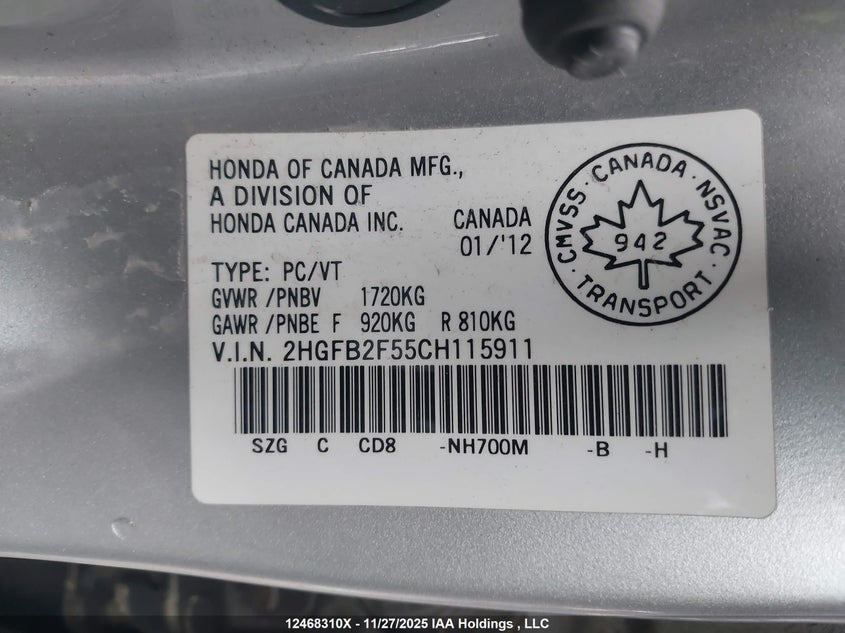 HONDA OF CANADA MFG.,
A DIVISION OF
HONDA CANADA INC. CANADA
01/'12
TYPE: PC/VT
GVWR /PNBV 1720KG
GAWR /PNBE F 920KG R 810KG
V.I.N. 2HGFB2F55CH115911
SZG C CD8 -NH700M -B -H
CMVSS · CANADA · NSVAC
942
· TRANSPORT ·
12468310X - 11/27/2025 IAA Holdings , LLC